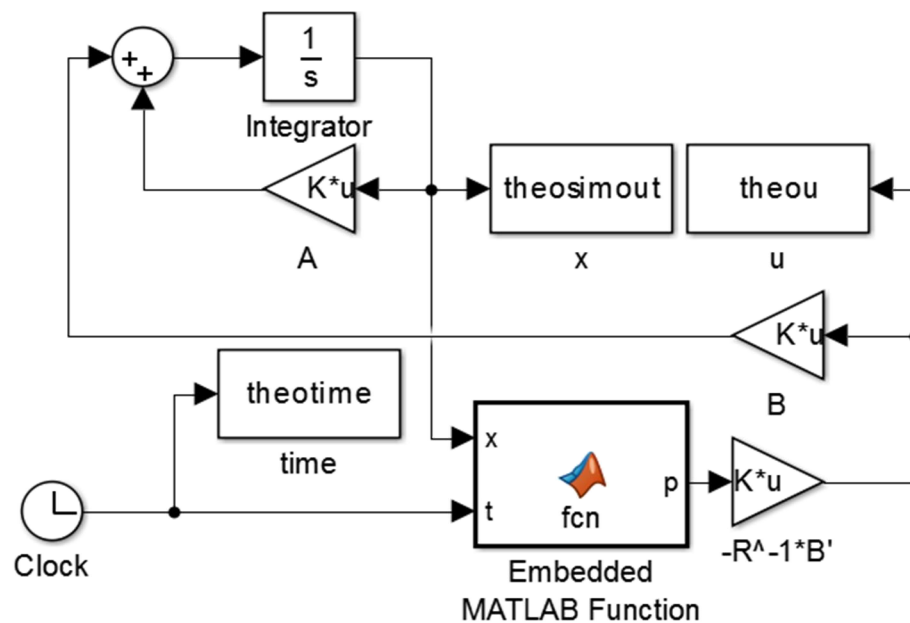 +
+
1
s
Integrator
K*u
A
theosimout
x
theou
u
K*u
B
theotime
time
Clock
x
t
fcn
p
Embedded
MATLAB Function
K*u
-R^-1*B'